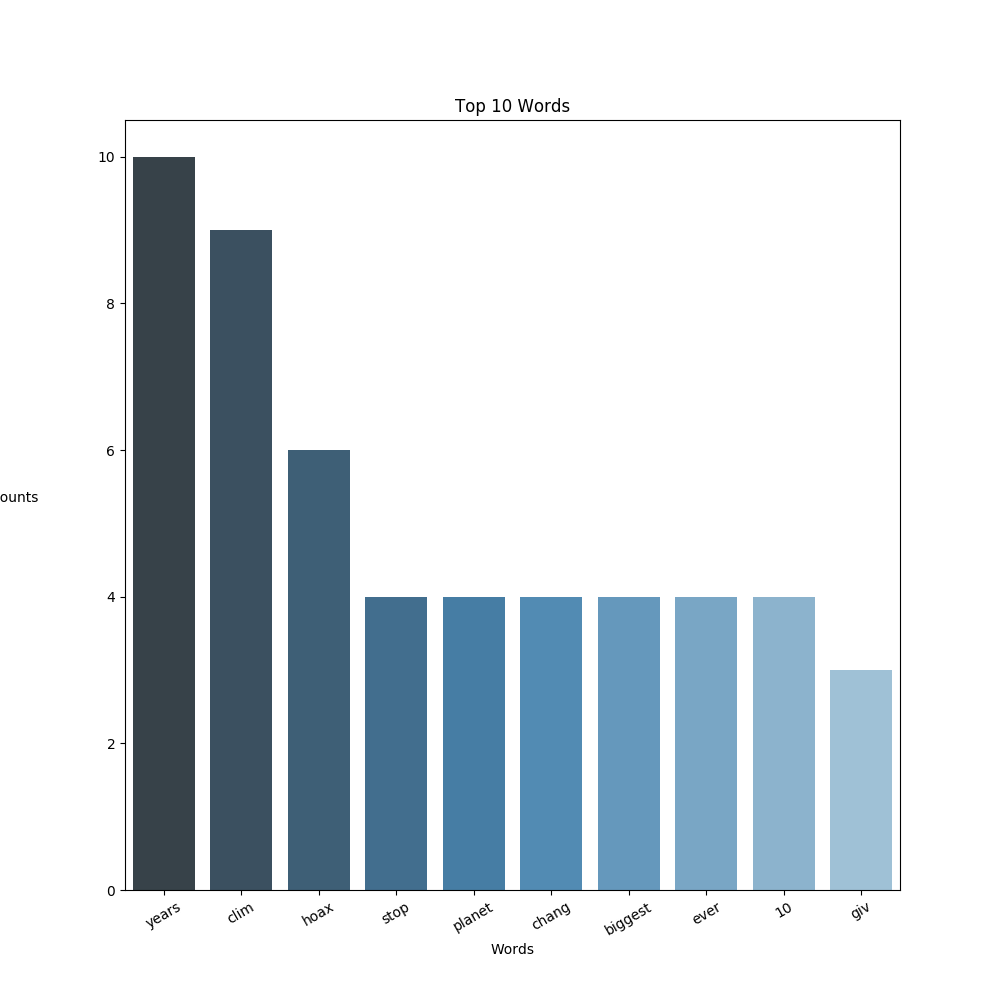 Top 10 Words
10
8
6
4
2
0
ounts
years
clim
hoax
stop
planet
chang
biggest
ever
10
giv
Words